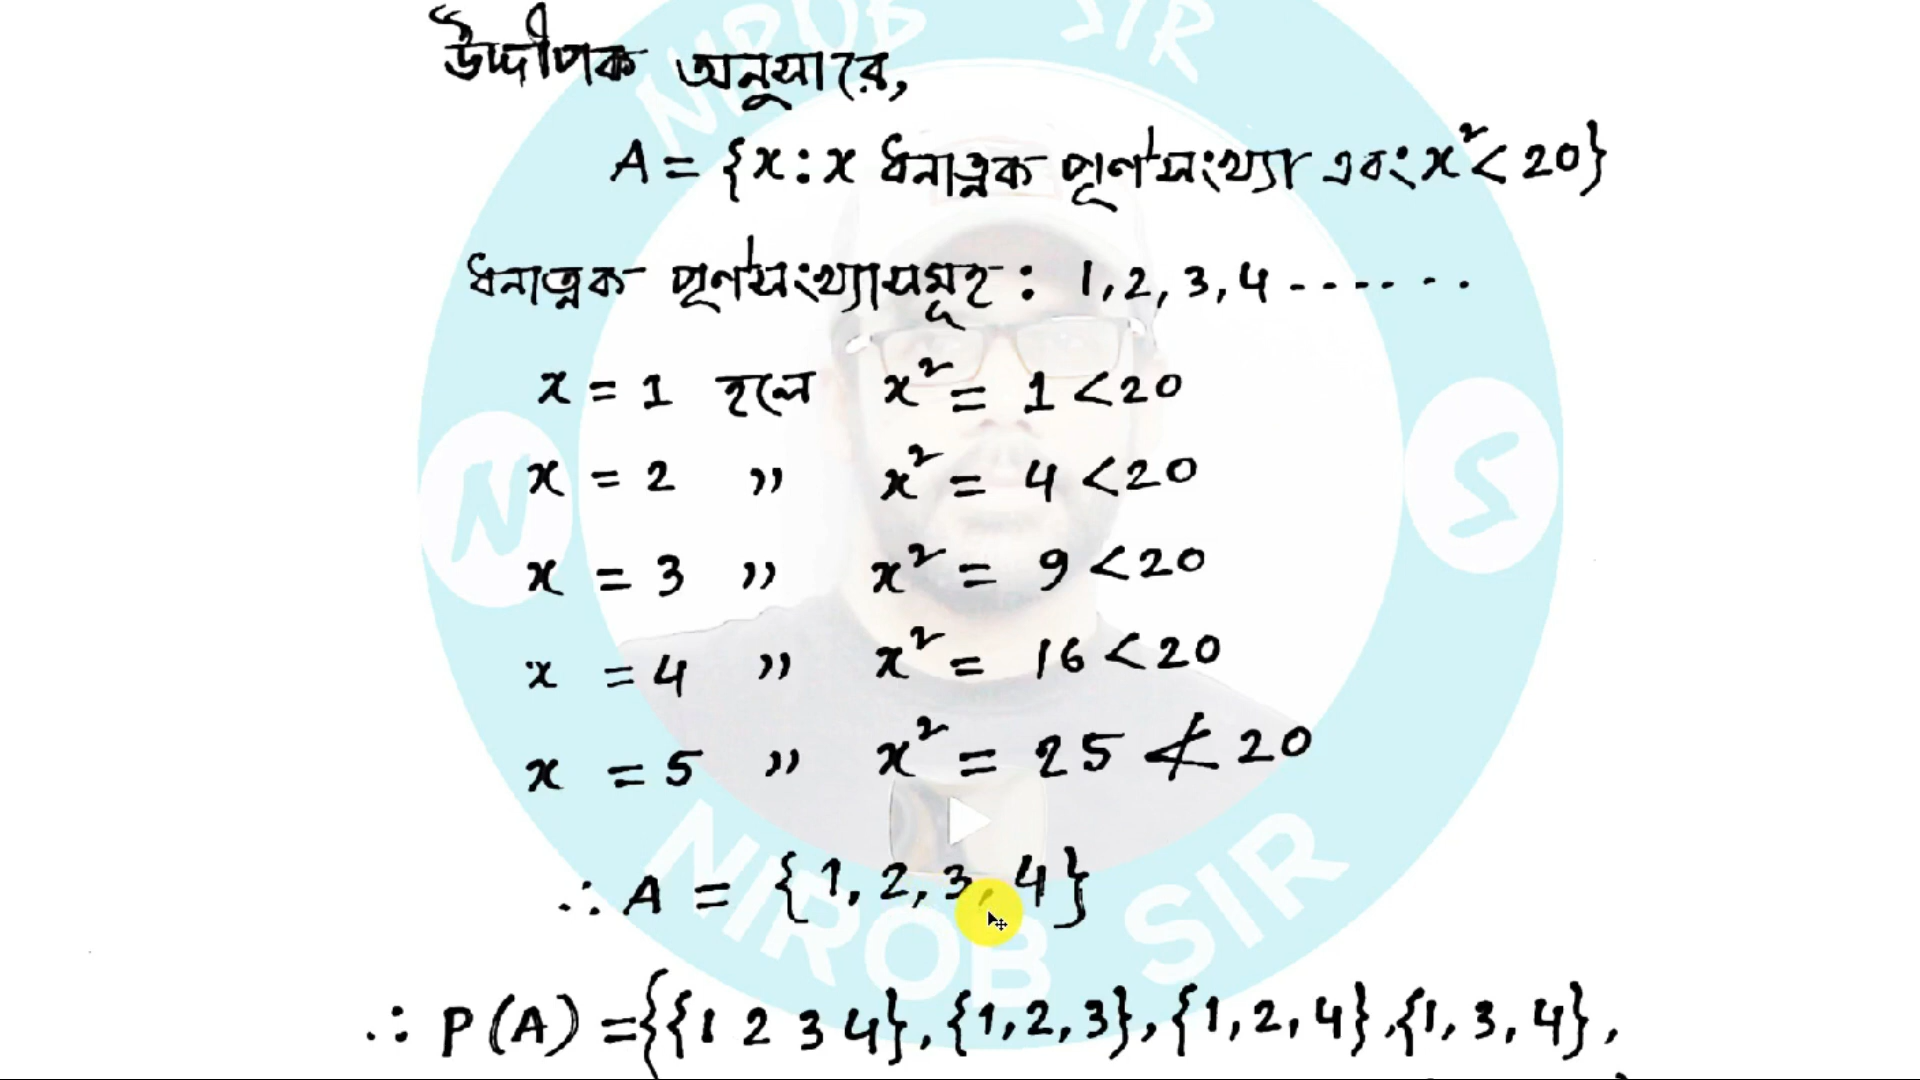 উদ্দীপক অনুসারে,
A = {x : x ধনাত্নক পূর্ণসংখ্যা এবং x² < 20}
ধনাত্নক পূর্ণসংখ্যাসমূহ : 1, 2, 3, 4 - - - - - -
x = 1 হলে x² = 1 < 20
x = 2 " x² = 4 < 20
x = 3 " x² = 9 < 20
x = 4 " x² = 16 < 20
x = 5 " x² = 25 ≮ 20
∴ A = {1, 2, 3, 4}
∴ P(A) = {{1 2 3 4}, {1, 2, 3}, {1, 2, 4}, {1, 3, 4},
NIROB SIR
N
S
NIROB SIR